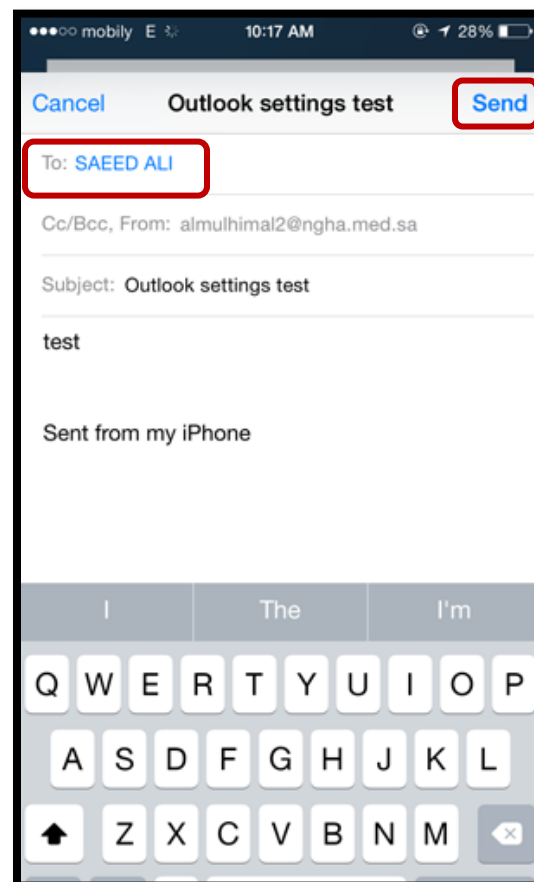 mobily E 10:17 AM 28%
Cancel Outlook settings test Send
To: SAEED ALI
Cc/Bcc, From: almulhimal2@ngha.med.sa
Subject: Outlook settings test
test
Sent from my iPhone
I The I'm
Q W E R T Y U I O P
A S D F G H J K L
Z X C V B N M